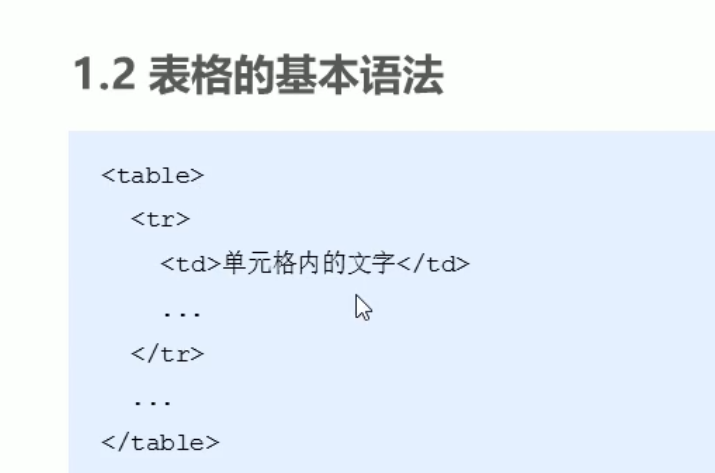 1.2 表格的基本语法
<table>
<tr>
<td>单元格内的文字</td>
...
</tr>
...
</table>